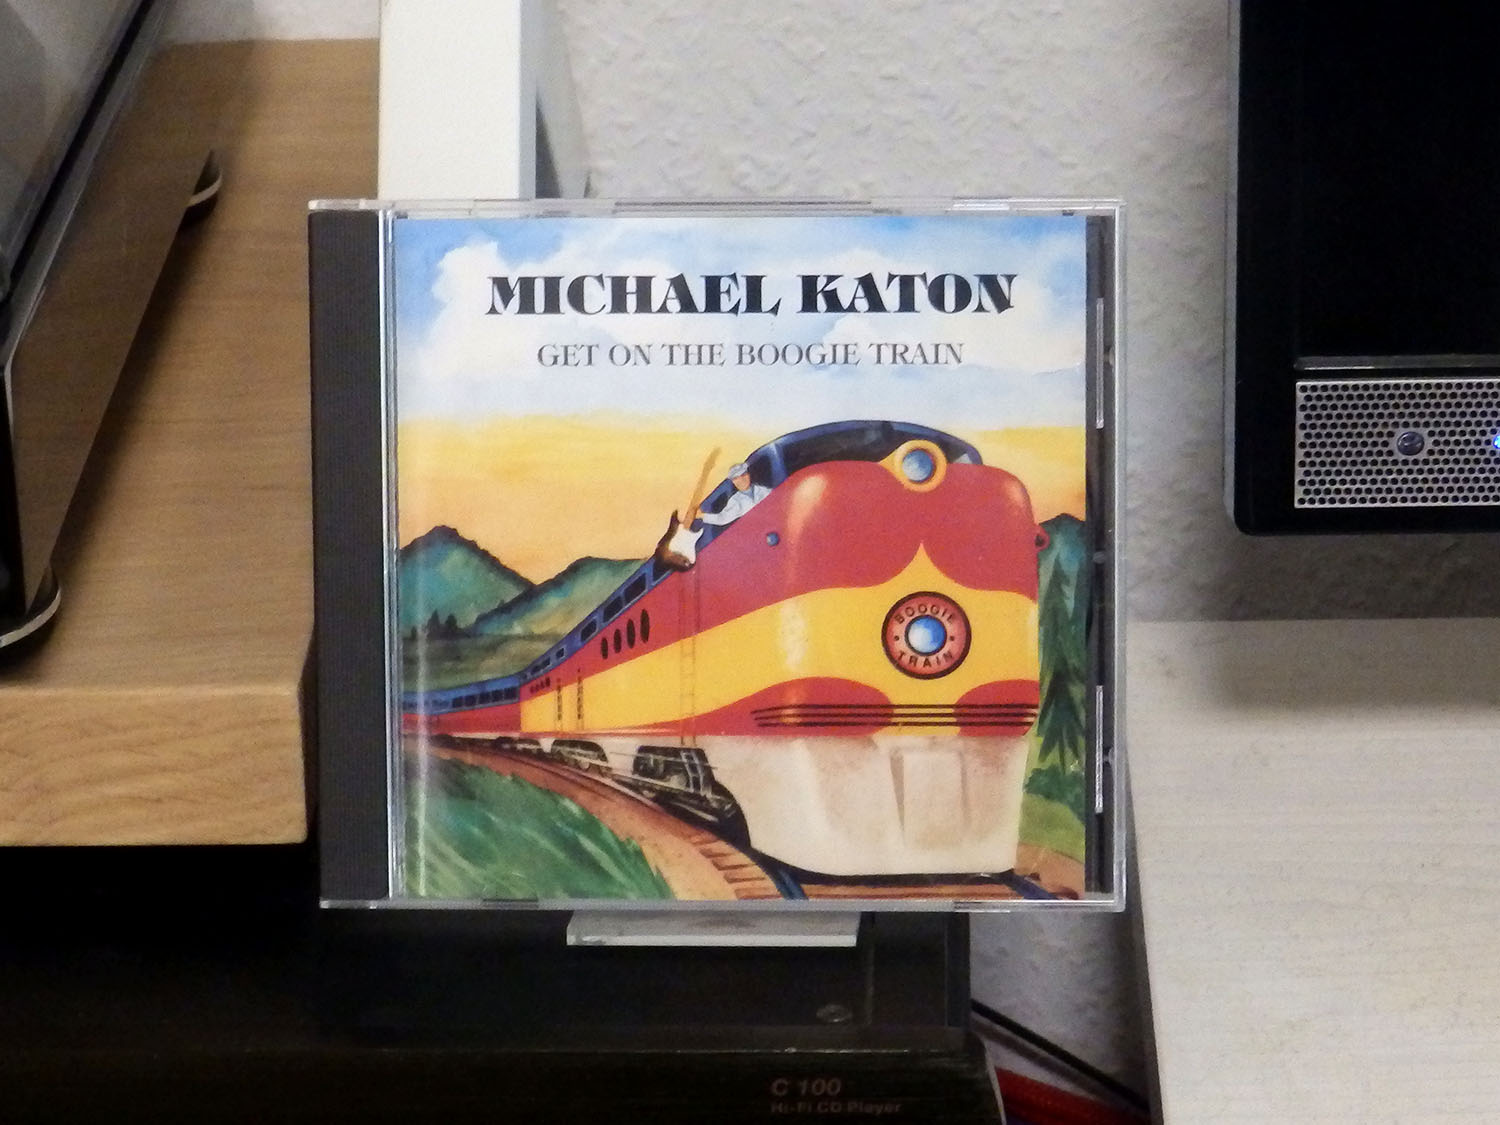 MICHAEL KATON
GET ON THE BOOGIE TRAIN
BOOGIE
TRAIN
C 100
Hi-Fi CD Player